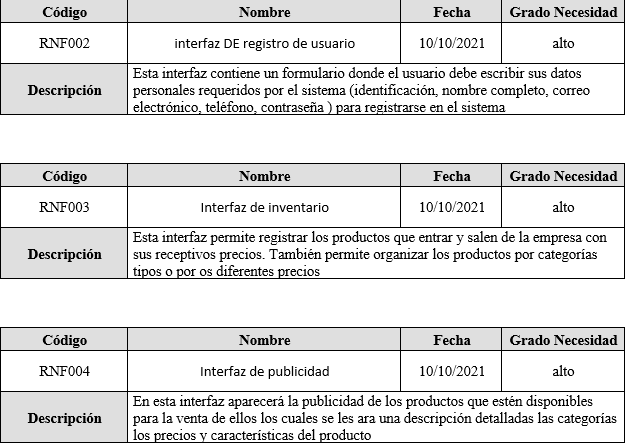 Código Nombre Fecha Grado Necesidad
RNF002 interfaz DE registro de usuario 10/10/2021 alto
Descripción
Esta interfaz contiene un formulario donde el usuario debe escribir sus datos
personales requeridos por el sistema (identificación, nombre completo, correo
electrónico, teléfono, contraseña ) para registrarse en el sistema
Código Nombre Fecha Grado Necesidad
RNF003 Interfaz de inventario 10/10/2021 alto
Descripción
Esta interfaz permite registrar los productos que entrar y salen de la empresa con
sus receptivos precios. También permite organizar los productos por categorías
tipos o por os diferentes precios
Código Nombre Fecha Grado Necesidad
RNF004 Interfaz de publicidad 10/10/2021 alto
Descripción
En esta interfaz aparecerá la publicidad de los productos que estén disponibles
para la venta de ellos los cuales se les ara una descripción detalladas las categorías
los precios y características del producto